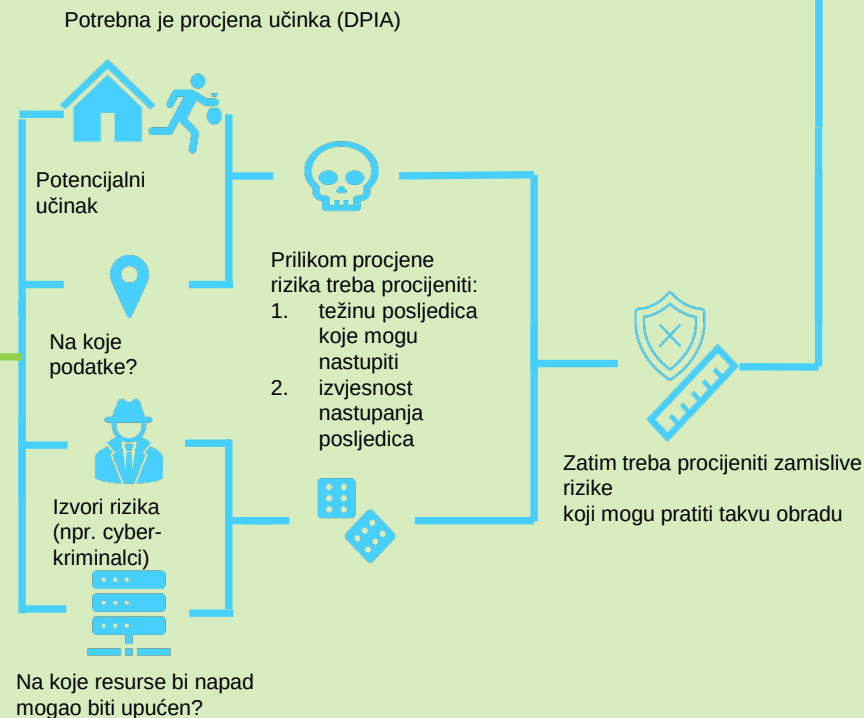 Potrebna je procjena učinka (DPIA)
Potencijalni
učinak
Na koje
podatke?
Izvori rizika
(npr. cyber-
kriminalci)
Na koje resurse bi napad
mogao biti upućen?
Prilikom procjene
rizika treba procijeniti:
1. težinu posljedica
koje mogu
nastupiti
2. izvjesnost
nastupanja
posljedica
Zatim treba procijeniti zamislive
rizike
koji mogu pratiti takvu obradu